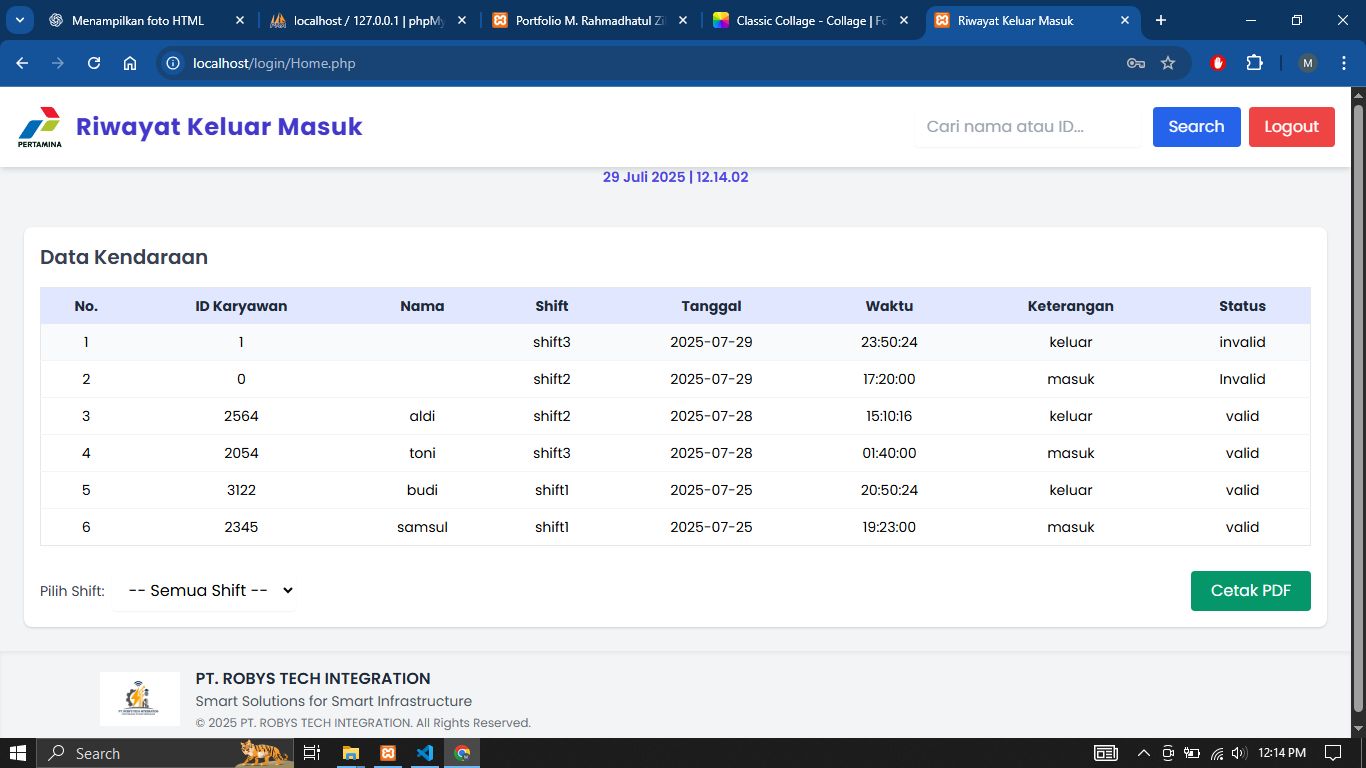 Menampilkan foto HTML
localhost / 127.0.0.1 | phpMy
Portfolio M. Rahmadhatul Zi
Classic Collage - Collage | Fo
Riwayat Keluar Masuk
localhost/login/Home.php
M
PERTAMINA
Riwayat Keluar Masuk
Cari nama atau ID...
Search
Logout
29 Juli 2025 | 12.14.02
Data Kendaraan
No. ID Karyawan Nama Shift Tanggal Waktu Keterangan Status
1 1 shift3 2025-07-29 23:50:24 keluar invalid
2 0 shift2 2025-07-29 17:20:00 masuk Invalid
3 2564 aldi shift2 2025-07-28 15:10:16 keluar valid
4 2054 toni shift3 2025-07-28 01:40:00 masuk valid
5 3122 budi shift1 2025-07-25 20:50:24 keluar valid
6 2345 samsul shift1 2025-07-25 19:23:00 masuk valid
Pilih Shift: -- Semua Shift --
Cetak PDF
PT. ROBYS TECH INTEGRATION
Smart Solutions for Smart Infrastructure
© 2025 PT. ROBYS TECH INTEGRATION. All Rights Reserved.
Search
12:14 PM